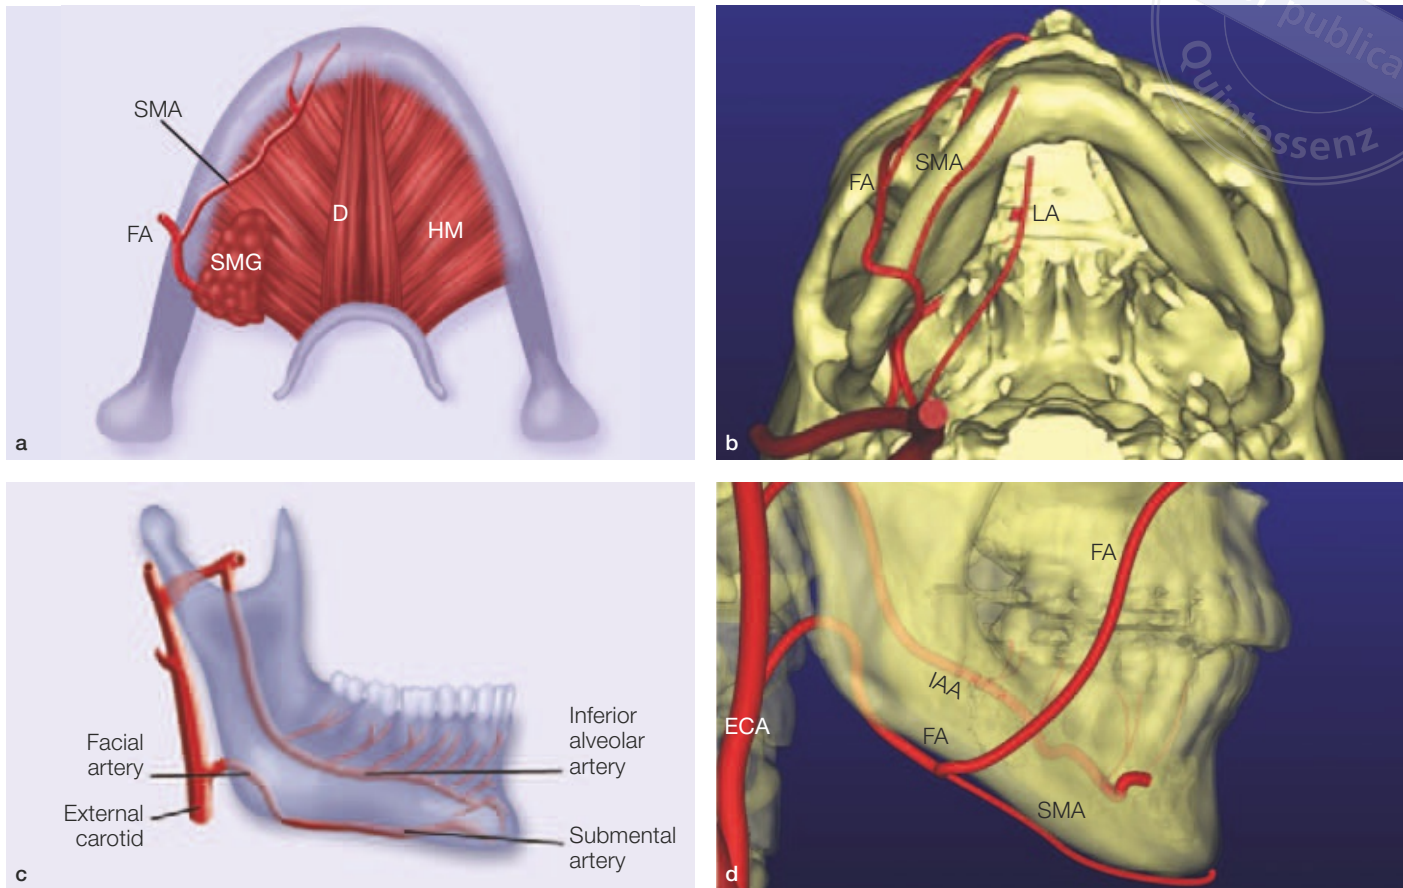 SMA
FA
SMG
D
HM
a
SMA
FA
LA
b
publica
Quintessenz
Facial
artery
External
carotid
Inferior
alveolar
artery
Submental
artery
c
FA
IAA
FA
ECA
SMA
d